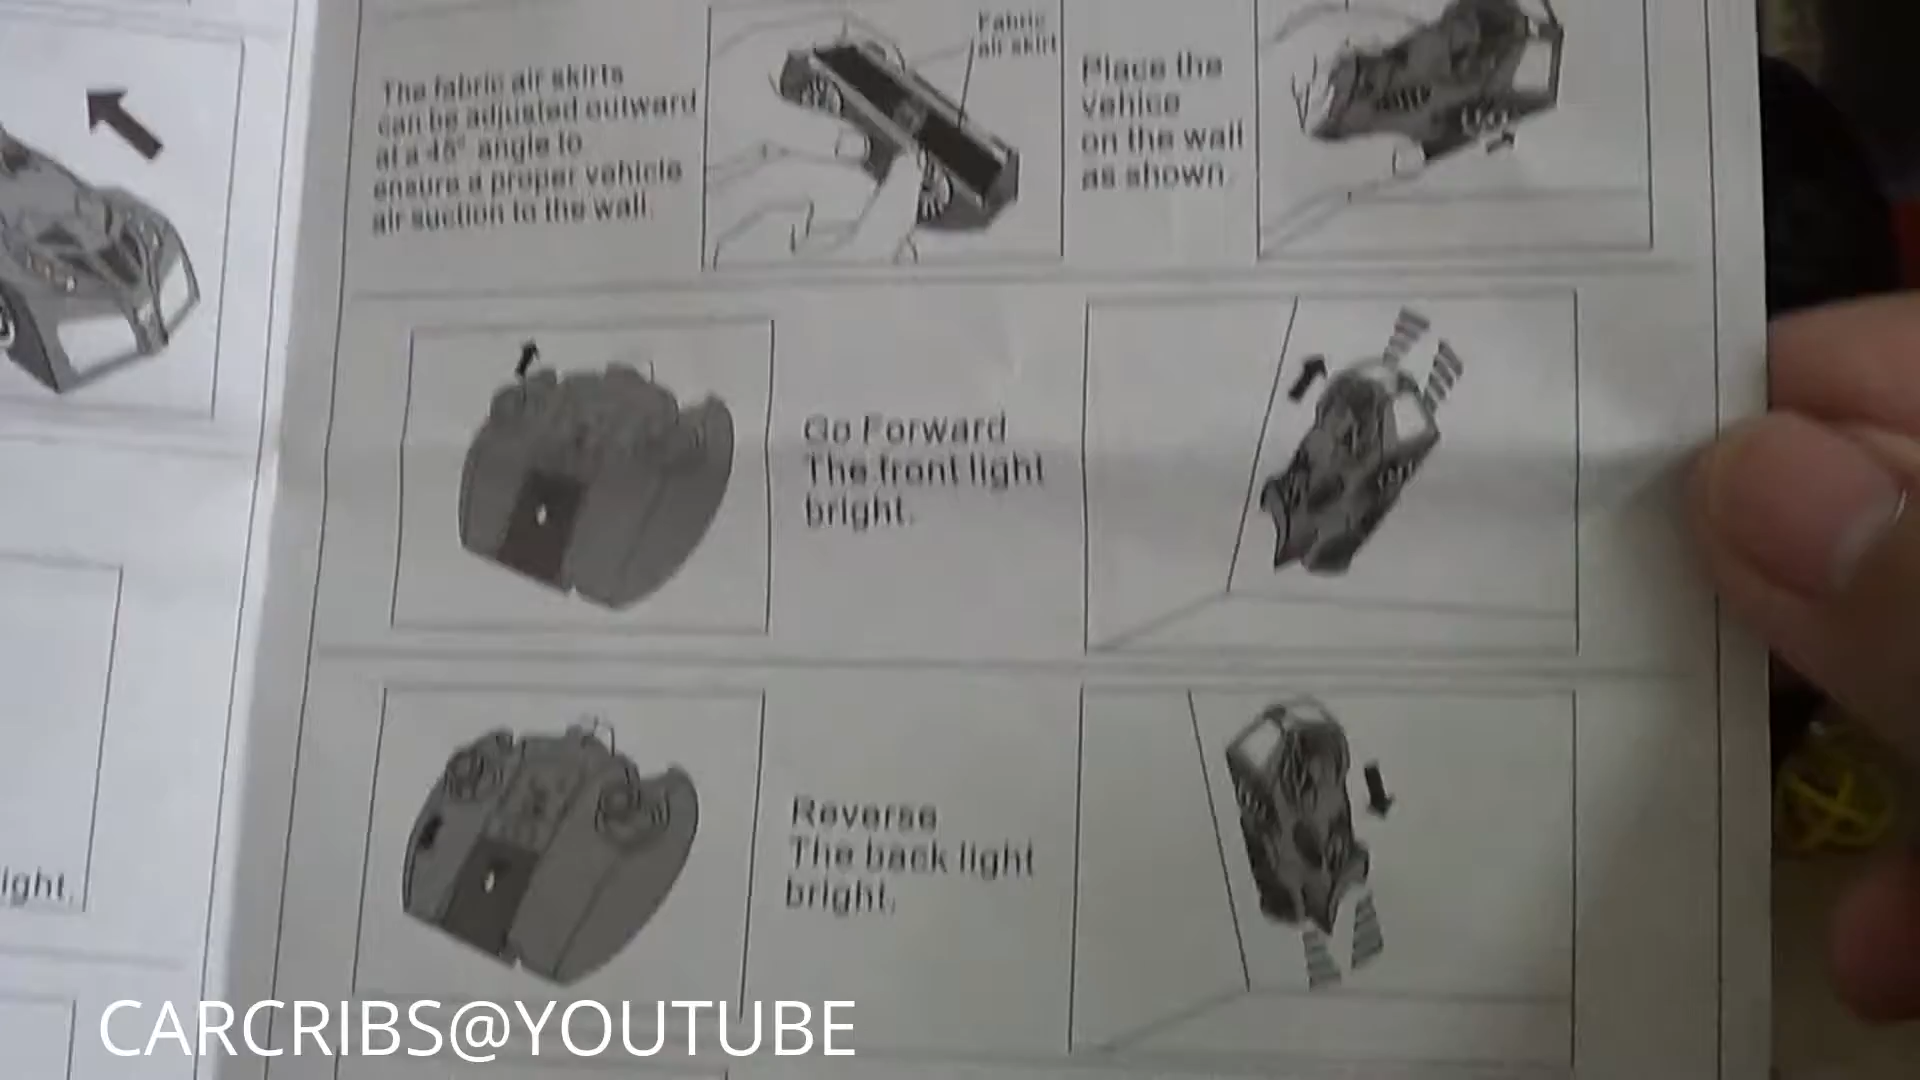 Fabric
air skirt
The fabric air skirts
can be adjusted outward
at a 45° angle to
ensure a proper vehicle
air suction to the wall.
Place the
vehice
on the wall
as shown.
Go Forward
The front light
bright.
Reverse
The back light
bright.
ight.
CARCRIBS@YOUTUBE